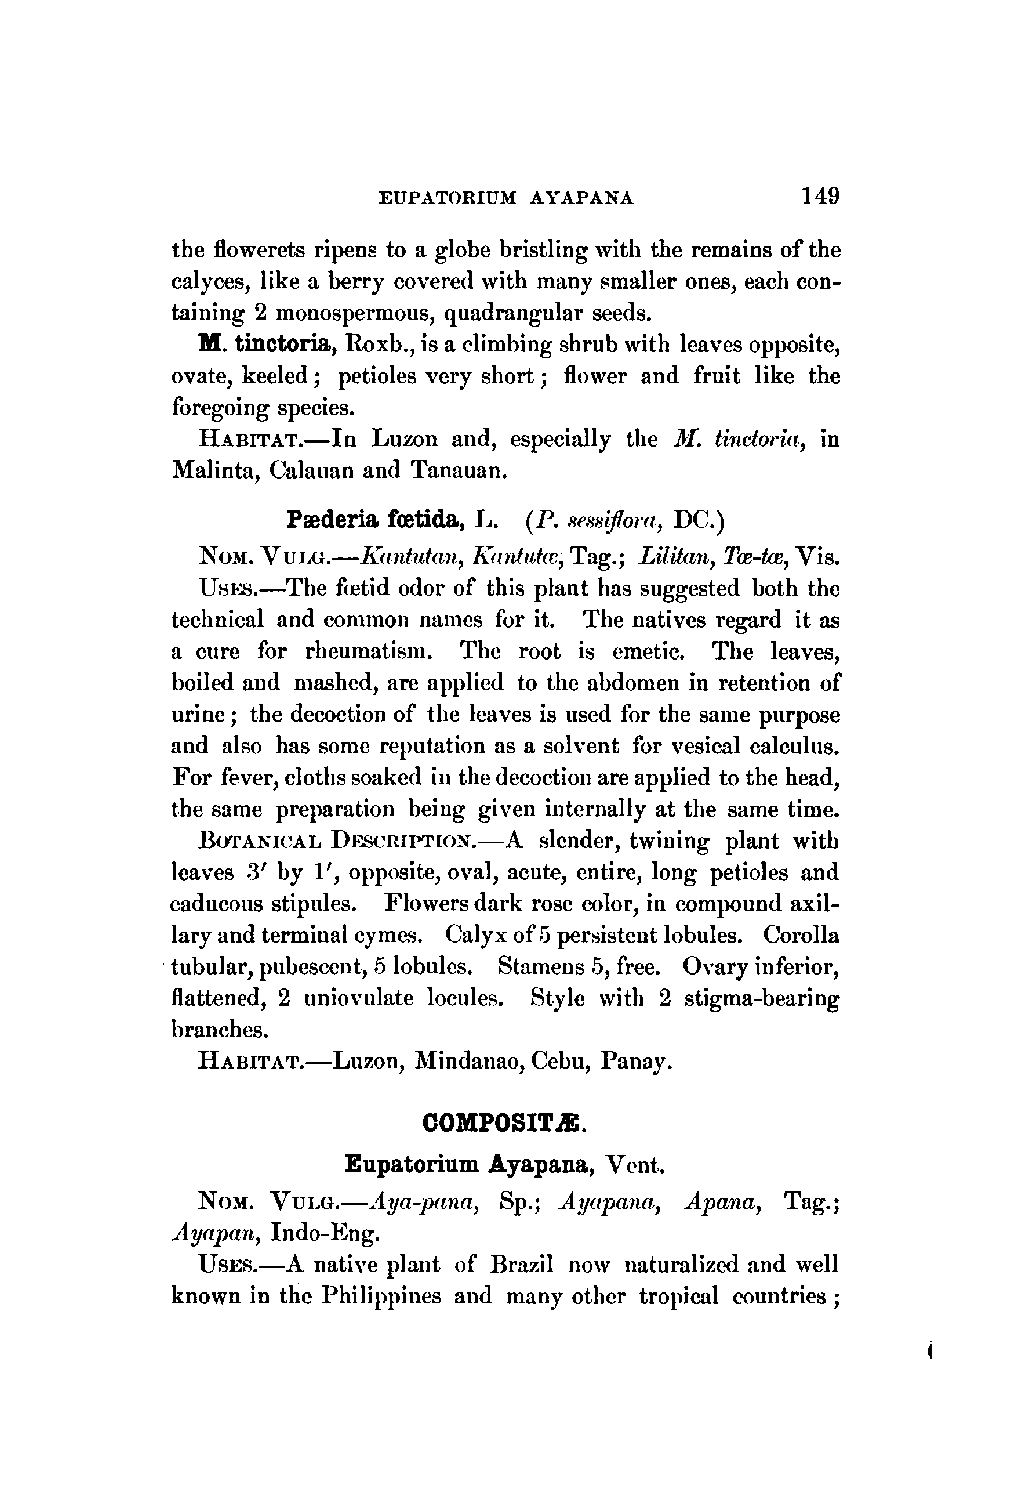 EUPATORIUM AYAPANA 149
the flowerets ripens to a globe bristling with the remains of the
calyces, like a berry covered with many smaller ones, each con-
taining 2 monospermous, quadrangular seeds.
M. tinctoria, Roxb., is a climbing shrub with leaves opposite,
ovate, keeled; petioles very short; flower and fruit like the
foregoing species.
HABITAT.—In Luzon and, especially the M. tinctoria, in
Malinta, Calauan and Tanauan.
Pæderia fœtida, L. (P. sessiflora, DC.)
NOM. VULG.—Kantutan, Kantutæ, Tag.; Lilitan, Tæ-tæ, Vis.
USES.—The fœtid odor of this plant has suggested both the
technical and common names for it. The natives regard it as
a cure for rheumatism. The root is emetic. The leaves,
boiled and mashed, are applied to the abdomen in retention of
urine; the decoction of the leaves is used for the same purpose
and also has some reputation as a solvent for vesical calculus.
For fever, cloths soaked in the decoction are applied to the head,
the same preparation being given internally at the same time.
BOTANICAL DESCRIPTION.—A slender, twining plant with
leaves 3′ by 1′, opposite, oval, acute, entire, long petioles and
caducous stipules. Flowers dark rose color, in compound axil-
lary and terminal cymes. Calyx of 5 persistent lobules. Corolla
tubular, pubescent, 5 lobules. Stamens 5, free. Ovary inferior,
flattened, 2 uniovulate locules. Style with 2 stigma-bearing
branches.
HABITAT.—Luzon, Mindanao, Cebu, Panay.
COMPOSITÆ.
Eupatorium Ayapana, Vent.
NOM. VULG.—Aya-pana, Sp.; Ayapana, Apana, Tag.;
Ayapan, Indo-Eng.
USES.—A native plant of Brazil now naturalized and well
known in the Philippines and many other tropical countries;